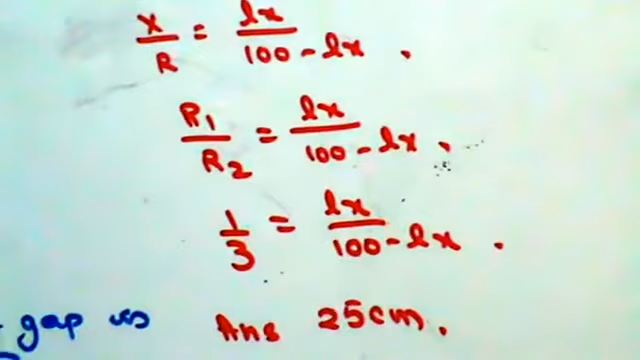 X/R = lx/100-lx.
R1/R2 = lx/100-lx.
1/3 = lx/100-lx.
gap is Ans 25cm.